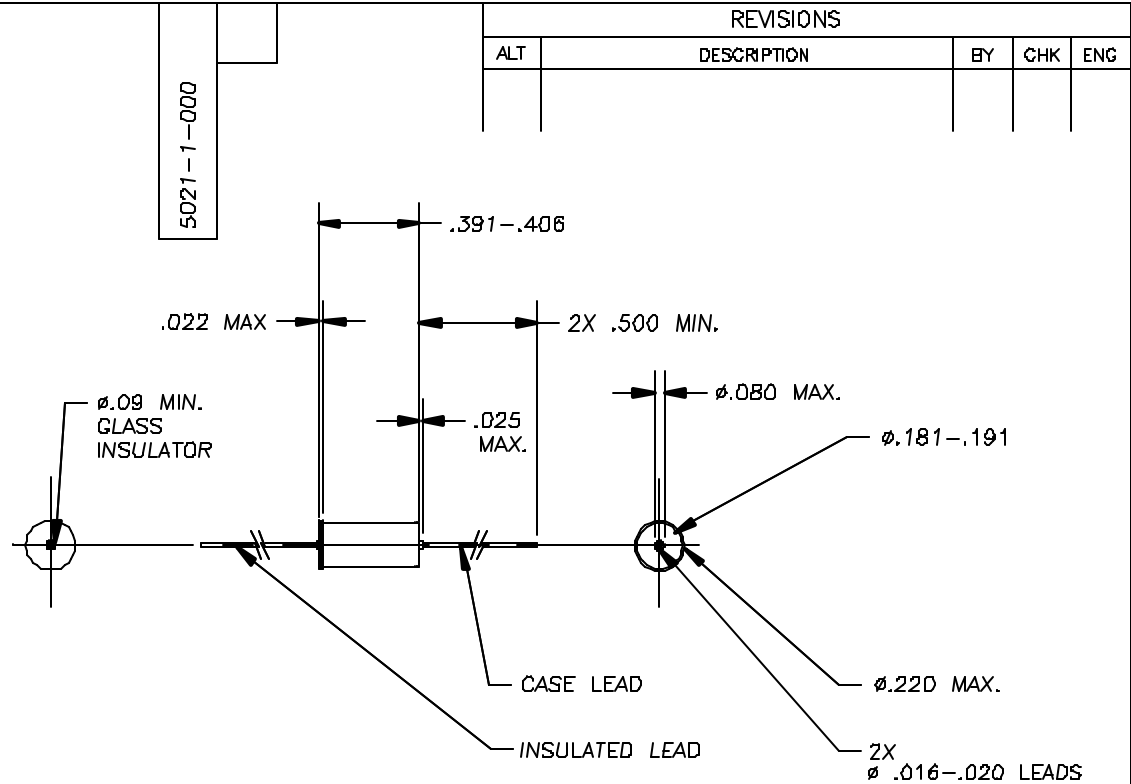 REVISIONS
ALT DESCRIPTION BY CHK ENG
5021-1-000
.391-.406
.022 MAX
2X .500 MIN.
ø.09 MIN.
GLASS
INSULATOR
.025
MAX.
ø.080 MAX.
ø.181-.191
CASE LEAD
ø.220 MAX.
INSULATED LEAD
2X
ø .016-.020 LEADS